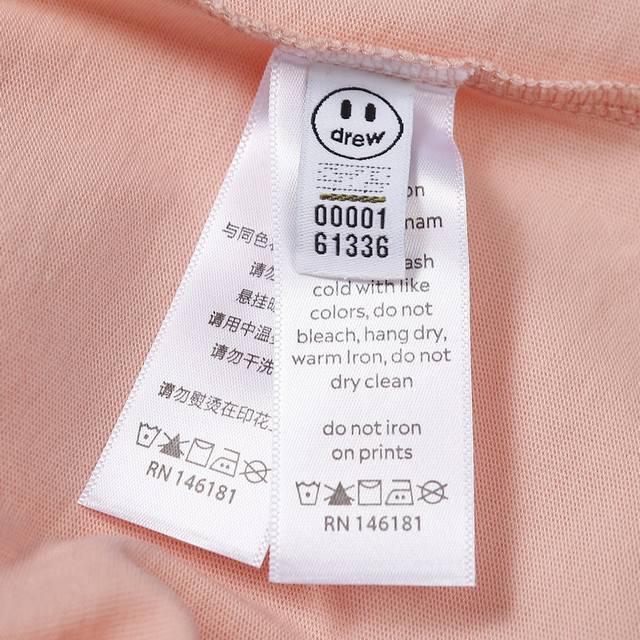 drew
00001
61336
on
nam
ash
cold with like
colors, do not
bleach, hang dry,
warm Iron, do not
dry clean
do not iron
on prints
RN 146181
与同色
请勿
悬挂
请用中温
请勿干洗
请勿熨烫在印花
RN 146181